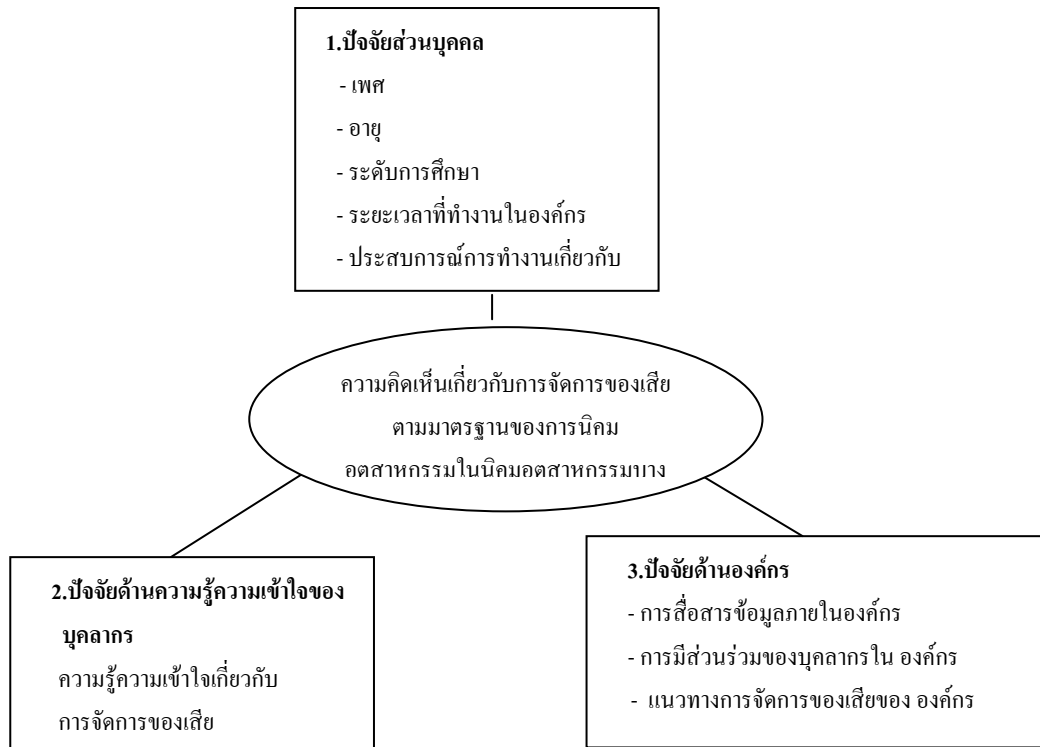 1.ปัจจัยส่วนบุคคล
- เพศ
- อายุ
- ระดับการศึกษา
- ระยะเวลาที่ทำงานในองค์กร
- ประสบการณ์การทำงานเกี่ยวกับ
ความคิดเห็นเกี่ยวกับการจัดการของเสีย
ตามมาตรฐานของการนิคม
อตสาหกรรมในนิคมอตสาหกรรมบาง
2.ปัจจัยด้านความรู้ความเข้าใจของ
บุคลากร
ความรู้ความเข้าใจเกี่ยวกับ
การจัดการของเสีย
3.ปัจจัยด้านองค์กร
- การสื่อสารข้อมูลภายในองค์กร
- การมีส่วนร่วมของบุคลากรใน องค์กร
- แนวทางการจัดการของเสียของ องค์กร